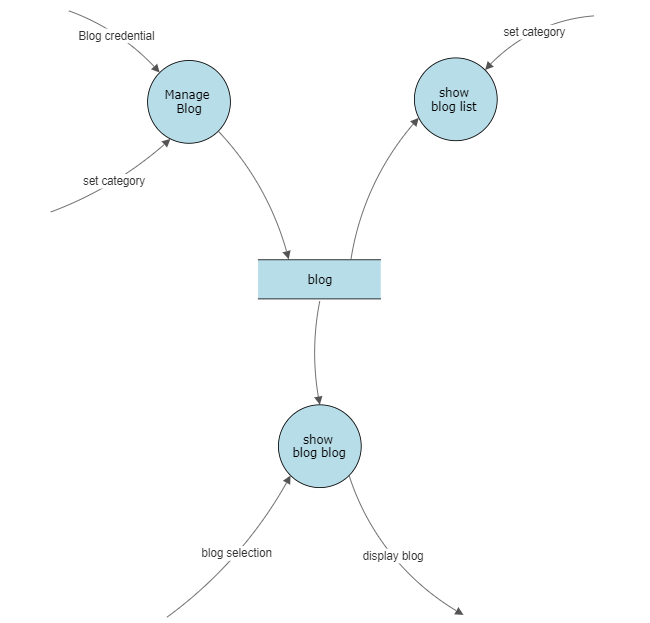 Blog credential
set category
Manage
Blog
show
blog list
set category
blog
show
blog blog
blog selection
display blog